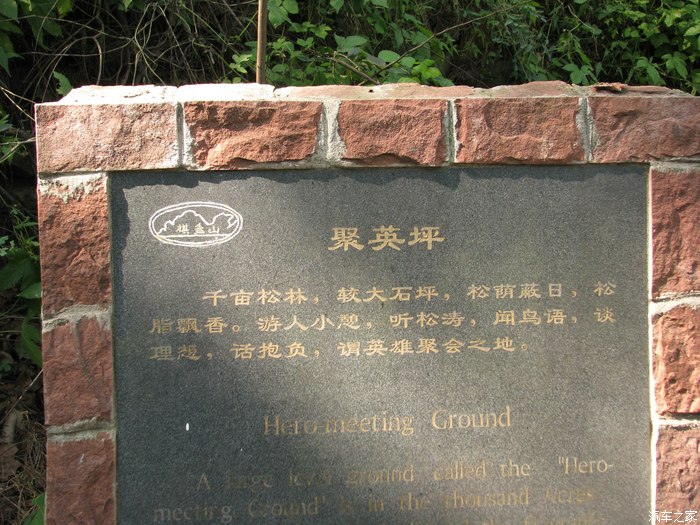 棋盘山
聚英坪
千亩松林，较大石坪，松荫蔽日，松
脂飘香。游人小憩，听松涛，闻鸟语，谈
理想，话抱负，谓英雄聚会之地。
Hero-meeting Ground
A large level ground called the "Hero-
meeting Ground" is in the thousand acres
汽车之家